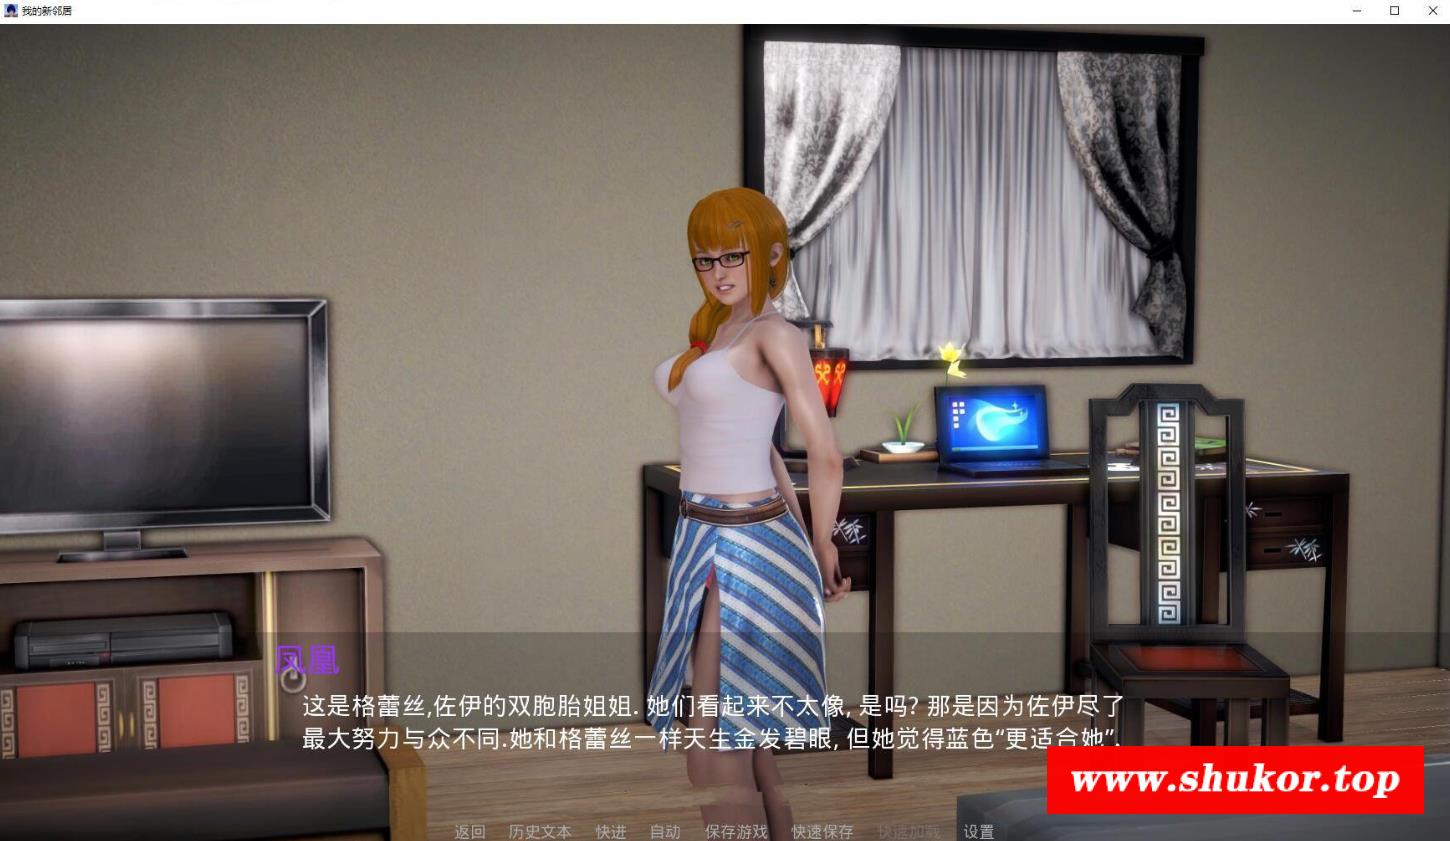 我的新邻居
凤凰
这是格蕾丝,佐伊的双胞胎姐姐. 她们看起来不太像, 是吗? 那是因为佐伊尽了
最大努力与众不同.她和格蕾丝一样天生金发碧眼, 但她觉得蓝色“更适合她”.
www.shukor.top
返回 历史文本 快进 自动 保存游戏 快速保存 快速加载 设置